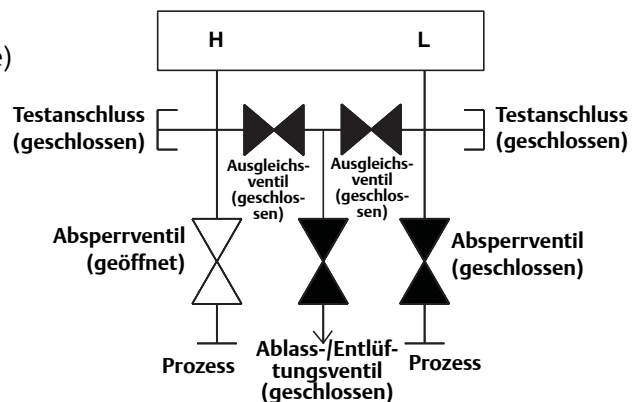 e)
H
L
Testanschluss
(geschlossen)
Testanschluss
(geschlossen)
Ausgleichs-
ventil
(geschlos-
sen)
Ausgleichs-
ventil
(geschlos-
sen)
Absperrventil
(geöffnet)
Absperrventil
(geschlossen)
Prozess
Ablass-/Entlüf-
tungsventil
(geschlossen)
Prozess